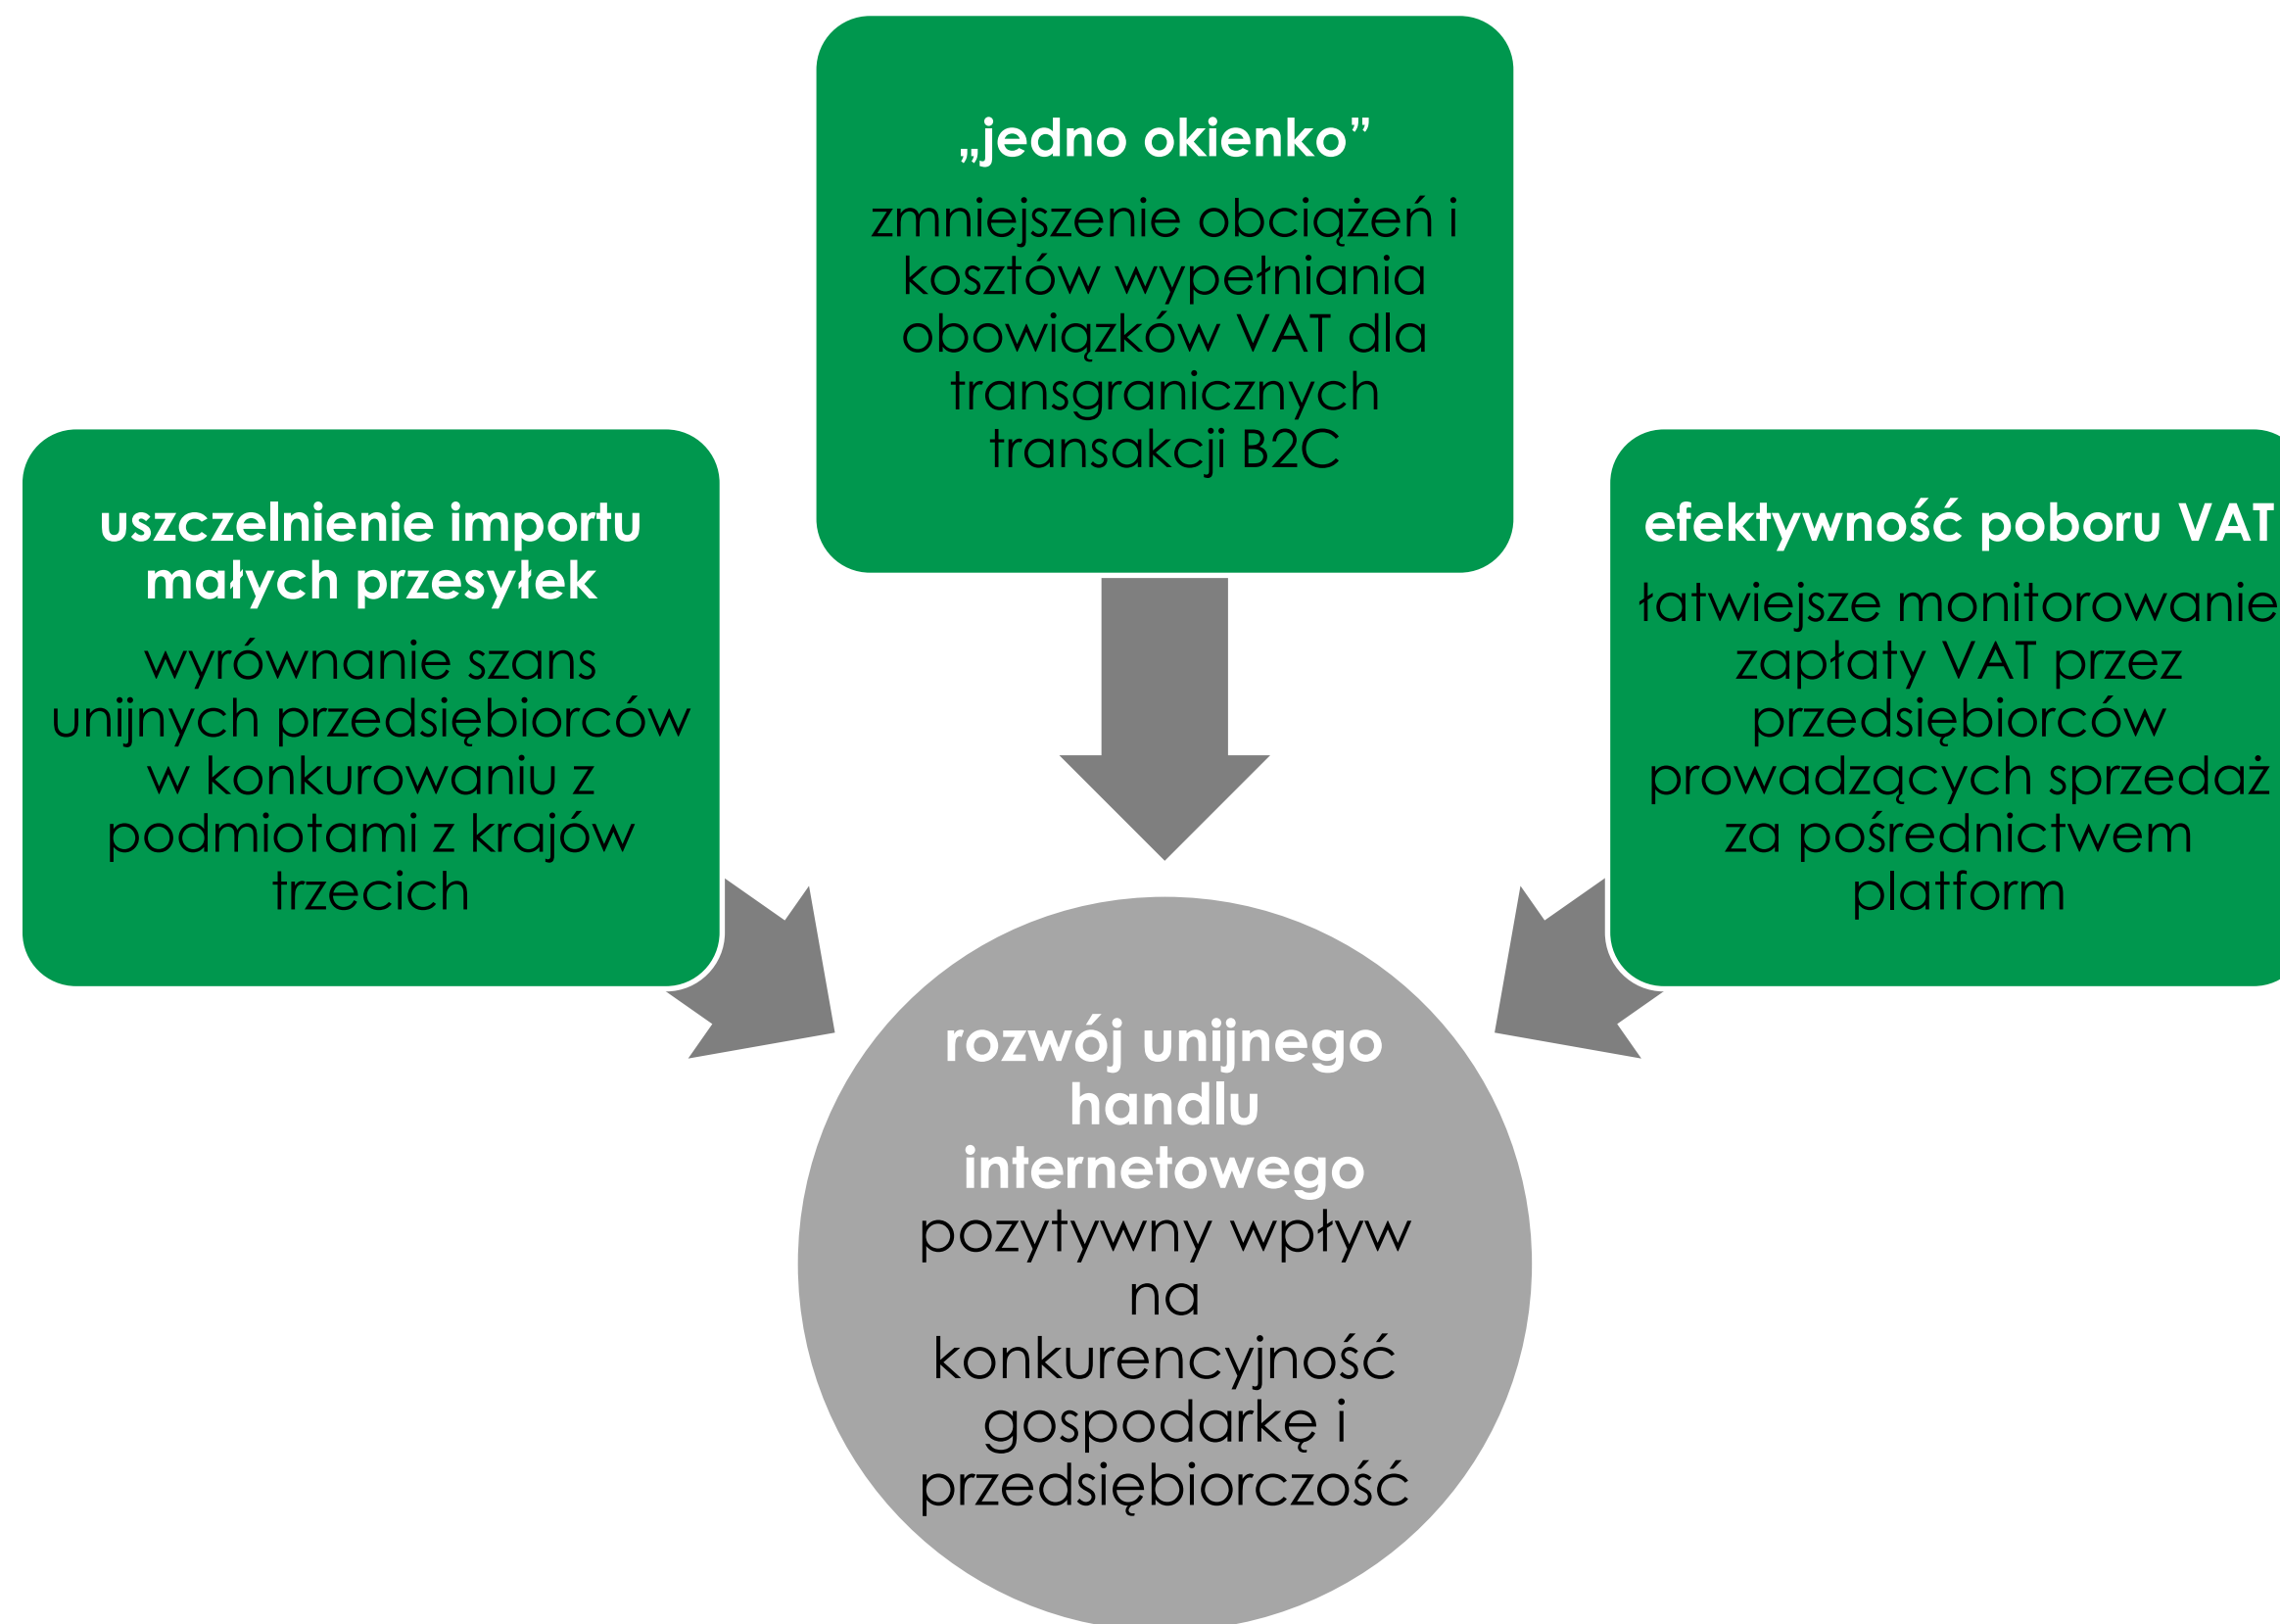 „jedno okienko”
zmniejszenie obciążeń i
kosztów wypełniania
obowiązków VAT dla
transgranicznych
transakcji B2C
uszczelnienie importu
małych przesyłek
wyrównanie szans
unijnych przedsiębiorców
w konkurowaniu z
podmiotami z krajów
trzecich
efektywność poboru VAT
łatwiejsze monitorowanie
zapłaty VAT przez
przedsiębiorców
prowadzących sprzedaż
za pośrednictwem
platform
rozwój unijnego
handlu
internetowego
pozytywny wpływ
na
konkurencyjność
gospodarkę i
przedsiębiorczość